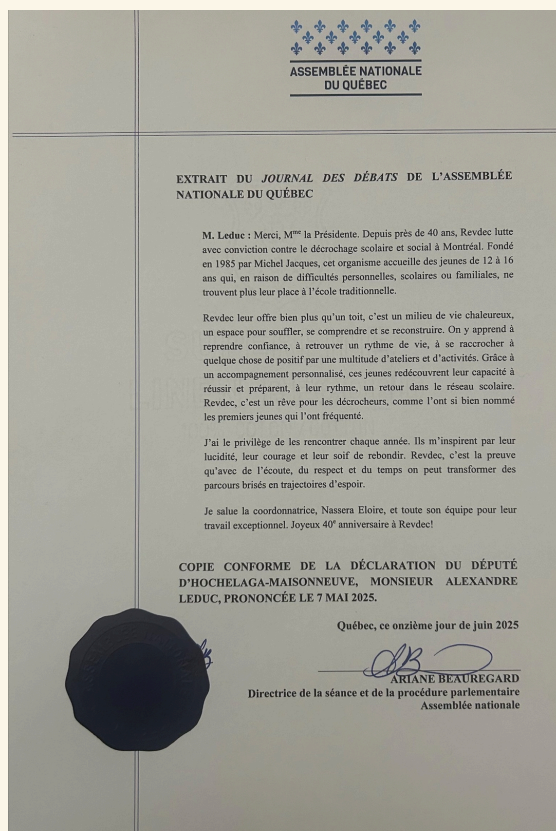 ASSEMBLÉE NATIONALE
DU QUÉBEC
EXTRAIT DU JOURNAL DES DÉBATS DE L'ASSEMBLÉE
NATIONALE DU QUÉBEC
M. Leduc : Merci, Mme la Présidente. Depuis près de 40 ans, Revdec lutte
avec conviction contre le décrochage scolaire et social à Montréal. Fondé
en 1985 par Michel Jacques, cet organisme accueille des jeunes de 12 à 16
ans qui, en raison de difficultés personnelles, scolaires ou familiales, ne
trouvent plus leur place à l'école traditionnelle.
Revdec leur offre bien plus qu'un toit, c'est un milieu de vie chaleureux,
un espace pour souffler, se comprendre et se reconstruire. On y apprend à
reprendre confiance, à retrouver un rythme de vie, à se raccrocher à
quelque chose de positif par une multitude d'ateliers et d'activités. Grâce à
un accompagnement personnalisé, ces jeunes redécouvrent leur capacité à
réussir et préparent, à leur rythme, un retour dans le réseau scolaire.
Revdec, c'est un rêve pour les décrocheurs, comme l'ont si bien nommé
les premiers jeunes qui l'ont fréquenté.
J'ai le privilège de les rencontrer chaque année. Ils m'inspirent par leur
lucidité, leur courage et leur soif de rebondir. Revdec, c'est la preuve
qu'avec de l'écoute, du respect et du temps on peut transformer des
parcours brisés en trajectoires d'espoir.
Je salue la coordonnatrice, Nassera Eloire, et toute son équipe pour leur
travail exceptionnel. Joyeux 40e anniversaire à Revdec!
COPIE CONFORME DE LA DÉCLARATION DU DÉPUTÉ
D'HOCHELAGA-MAISONNEUVE, MONSIEUR ALEXANDRE
LEDUC, PRONONCÉE LE 7 MAI 2025.
Québec, ce onzième jour de juin 2025
ARIANE BEAUREGARD
Directrice de la séance et de la procédure parlementaire
Assemblée nationale